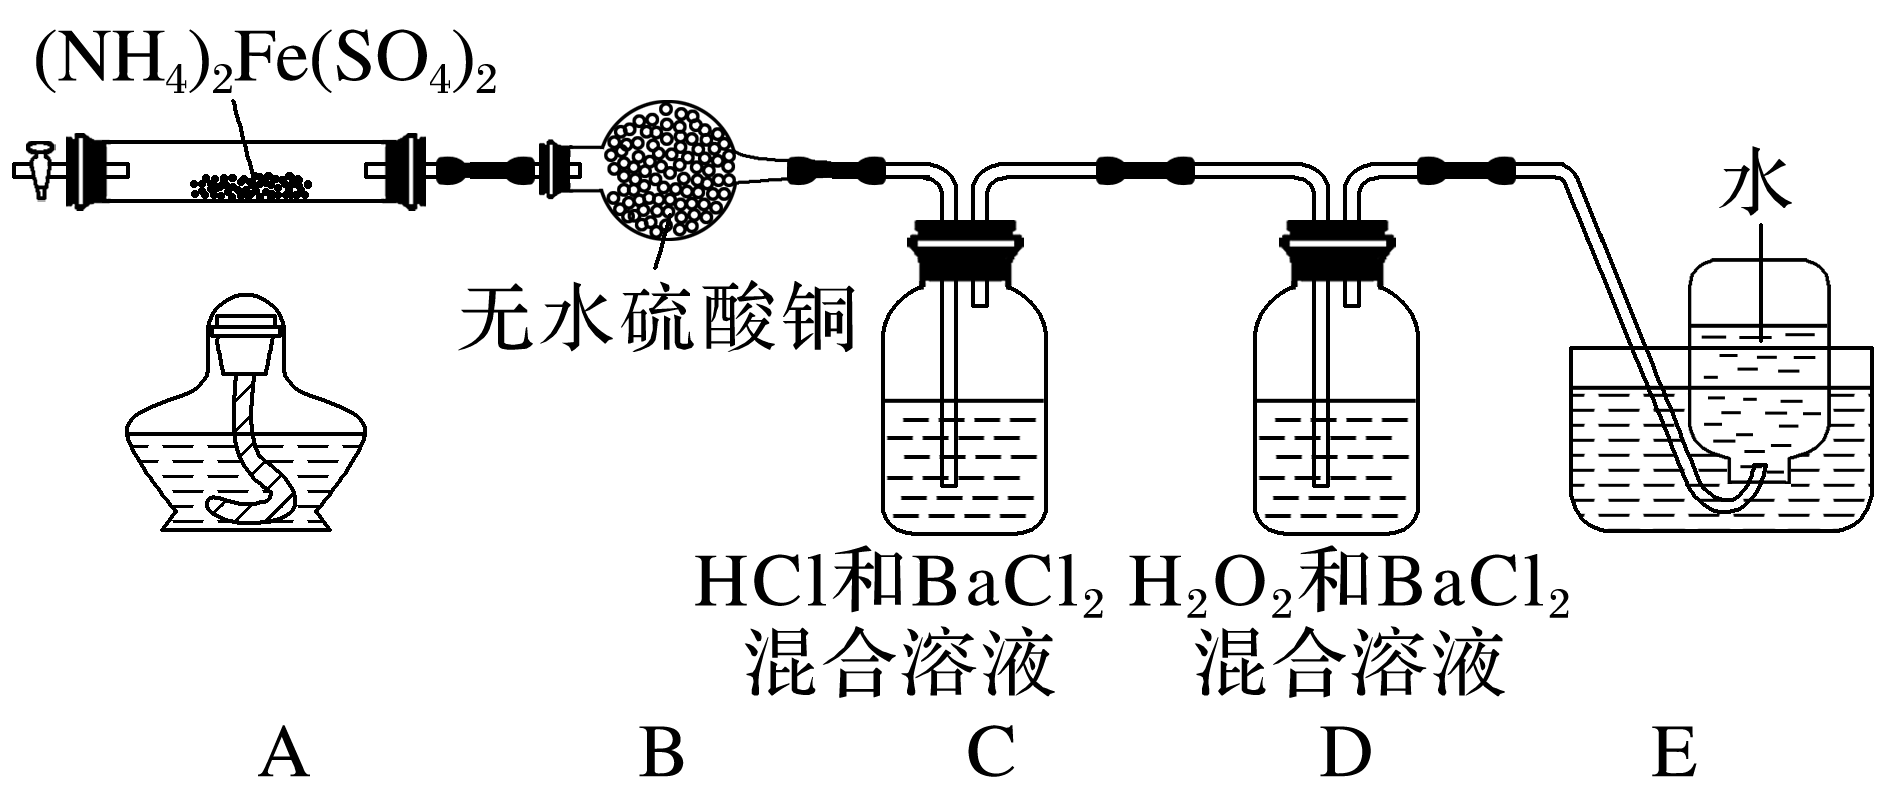 (NH₄)₂Fe(SO₄)₂
水
无水硫酸铜
HCl和BaCl₂
混合溶液
H₂O₂和BaCl₂
混合溶液
A
B
C
D
E